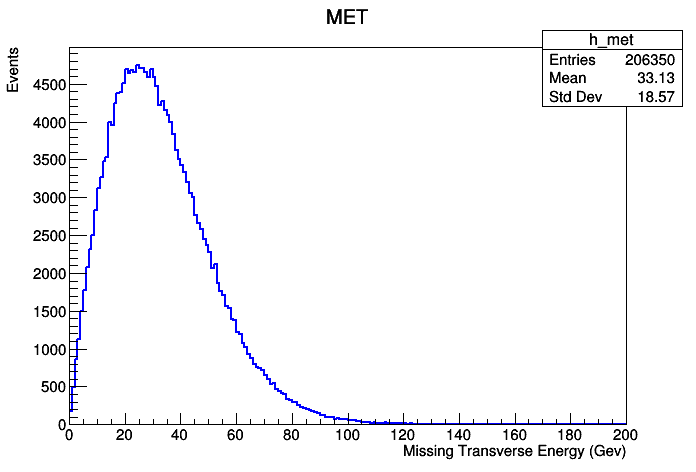 MET
h_met
Entries 206350
Mean 33.13
Std Dev 18.57
Events
4500
4000
3500
3000
2500
2000
1500
1000
500
0
0 20 40 60 80 100 120 140 160 180 200
Missing Transverse Energy (Gev)